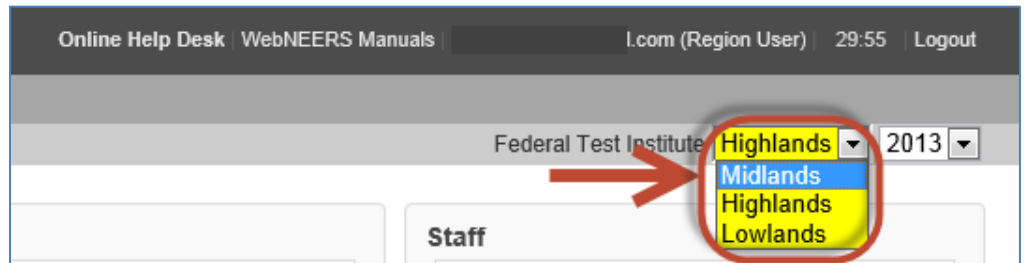 Online Help Desk | WebNEERS Manuals | l.com (Region User) | 29:55 | Logout
Federal Test Institute Highlands 2013
Midlands
Highlands
Staff Lowlands